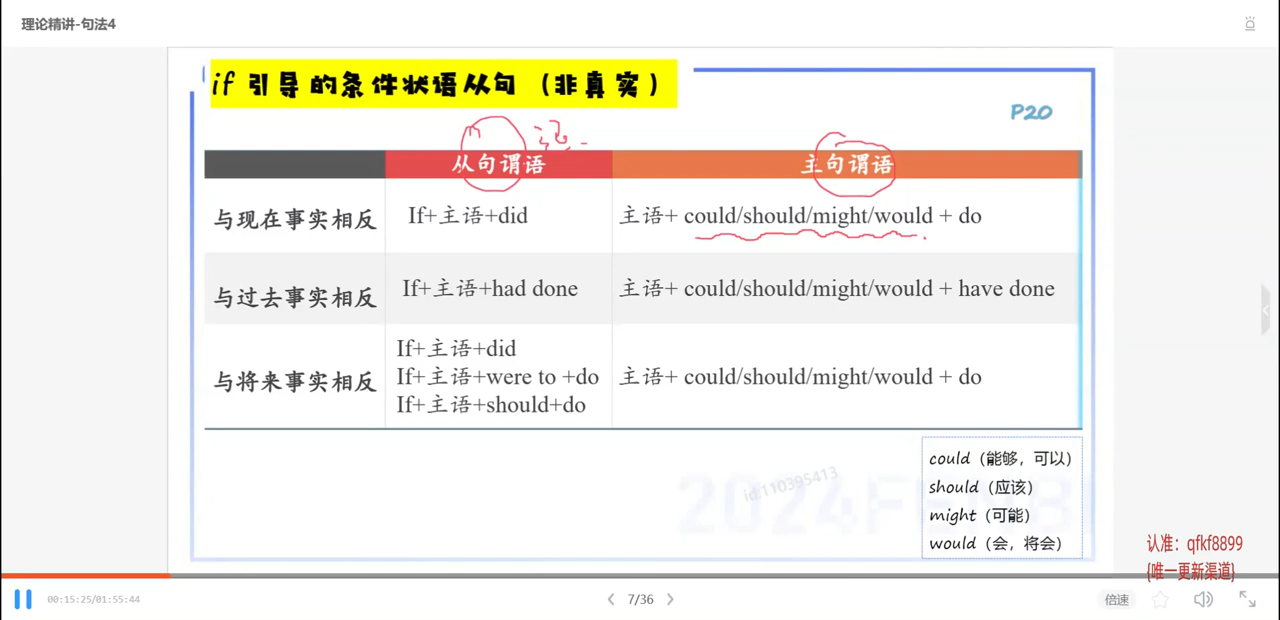 理论精讲-句法4
if 引导的条件状语从句（非真实）
P20
记
从句谓语 主句谓语
与现在事实相反 If+主语+did 主语+ could/should/might/would + do
与过去事实相反 If+主语+had done 主语+ could/should/might/would + have done
If+主语+did
与将来事实相反 If+主语+were to +do 主语+ could/should/might/would + do
If+主语+should+do
could（能够，可以）
should（应该）
might（可能）
would（会，将会）
id:110395413
认准：qfkf8899
{唯一更新渠道}
00:15:25/01:55:44
7/36
倍速